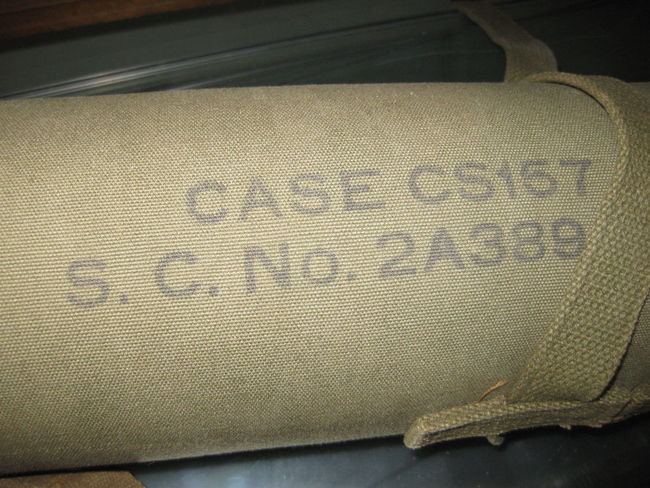 CASE CS157
S. C. No. 2A389